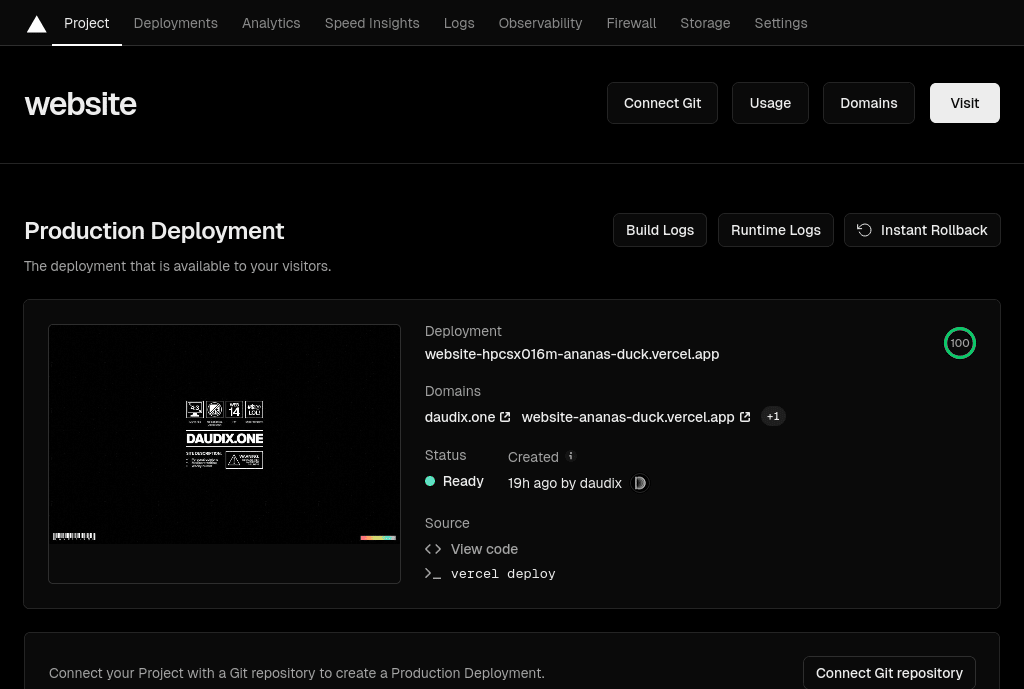 Project Deployments Analytics Speed Insights Logs Observability Firewall Storage Settings
website
Connect Git Usage Domains Visit
Production Deployment
Build Logs Runtime Logs Instant Rollback
The deployment that is available to your visitors.
Deployment
website-hpcsx016m-ananas-duck.vercel.app
100
Domains
daudix.one website-ananas-duck.vercel.app +1
Status Created
Ready 19h ago by daudix
Source
View code
vercel deploy
14
DAUDIX.ONE
SITE DESCRIPTION:
WARNING!
Connect your Project with a Git repository to create a Production Deployment.
Connect Git repository